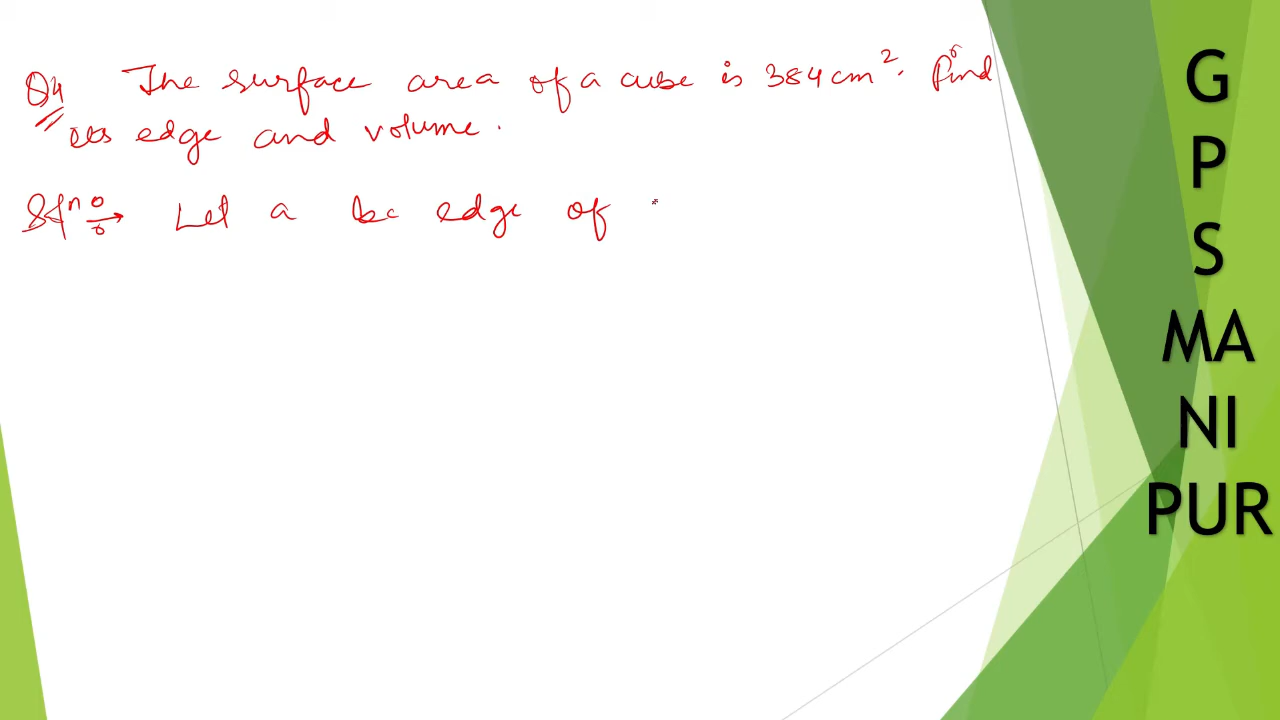 Q4 The surface area of a cube is 384 cm². Find
its edge and volume.
Solⁿ :→ Let a be edge of
G
P
S
MA
NI
PUR